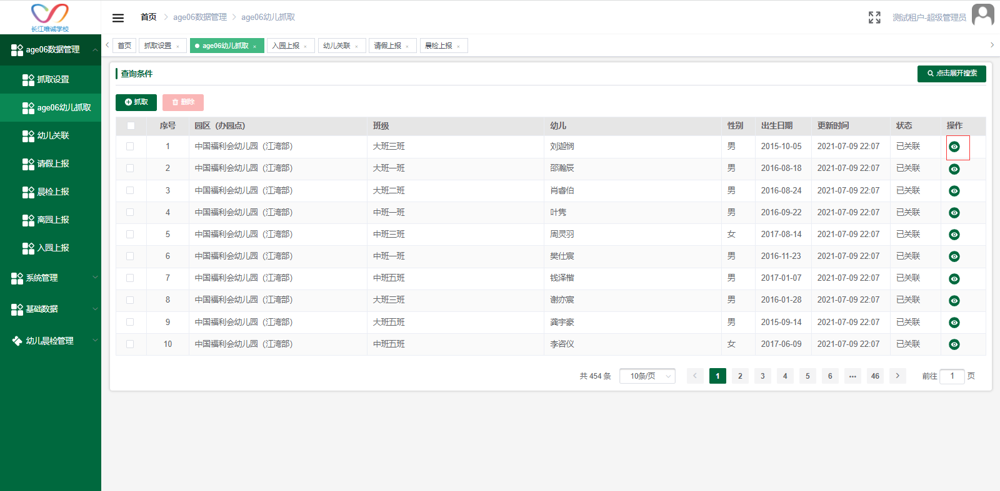 长江唯诚学校
首页 > age06数据管理 > age06幼儿抓取
测试租户-超级管理员
首页 抓取设置 × age06幼儿抓取 × 入园上报 × 幼儿关联 × 请假上报 × 晨检上报 ×
age06数据管理
抓取设置
age06幼儿抓取
幼儿关联
请假上报
晨检上报
离园上报
入园上报
系统管理
基础数据
幼儿晨检管理
查询条件
点击展开搜索
抓取 删除
序号 园区（办园点） 班级 幼儿 性别 出生日期 更新时间 状态 操作
1 中国福利会幼儿园（江湾部） 大班三班 刘迦悯 男 2015-10-05 2021-07-09 22:07 已关联
2 中国福利会幼儿园（江湾部） 大班一班 邵瀚辰 男 2016-08-18 2021-07-09 22:07 已关联
3 中国福利会幼儿园（江湾部） 大班二班 肖睿伯 男 2016-08-24 2021-07-09 22:07 已关联
4 中国福利会幼儿园（江湾部） 中班一班 叶隽 男 2016-09-22 2021-07-09 22:07 已关联
5 中国福利会幼儿园（江湾部） 中班三班 周灵羽 女 2017-08-14 2021-07-09 22:07 已关联
6 中国福利会幼儿园（江湾部） 中班一班 樊仕宸 男 2016-11-23 2021-07-09 22:07 已关联
7 中国福利会幼儿园（江湾部） 中班五班 钱泽楷 男 2017-01-07 2021-07-09 22:07 已关联
8 中国福利会幼儿园（江湾部） 大班三班 谢亦宸 男 2016-01-28 2021-07-09 22:07 已关联
9 中国福利会幼儿园（江湾部） 大班五班 龚宇豪 男 2015-09-14 2021-07-09 22:07 已关联
10 中国福利会幼儿园（江湾部） 中班五班 李咨仪 女 2017-06-09 2021-07-09 22:07 已关联
共 454 条 10条/页 < 1 2 3 4 5 6 ••• 46 > 前往 1 页